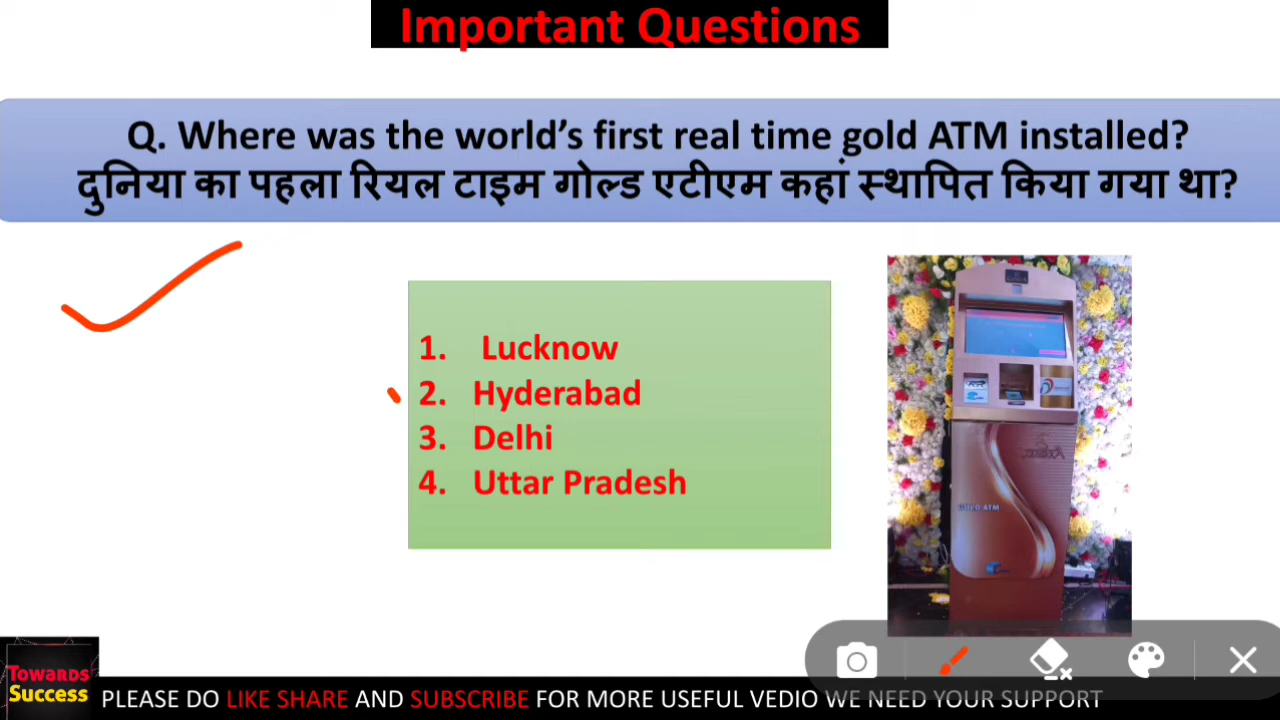 Important Questions
Q. Where was the world’s first real time gold ATM installed?
दुनिया का पहला रियल टाइम गोल्ड एटीएम कहां स्थापित किया गया था?
1. Lucknow
2. Hyderabad
3. Delhi
4. Uttar Pradesh
GOLD ATM
TOWARDS
SUCCESS
PLEASE DO LIKE SHARE AND SUBSCRIBE FOR MORE USEFUL VEDIO WE NEED YOUR SUPPORT